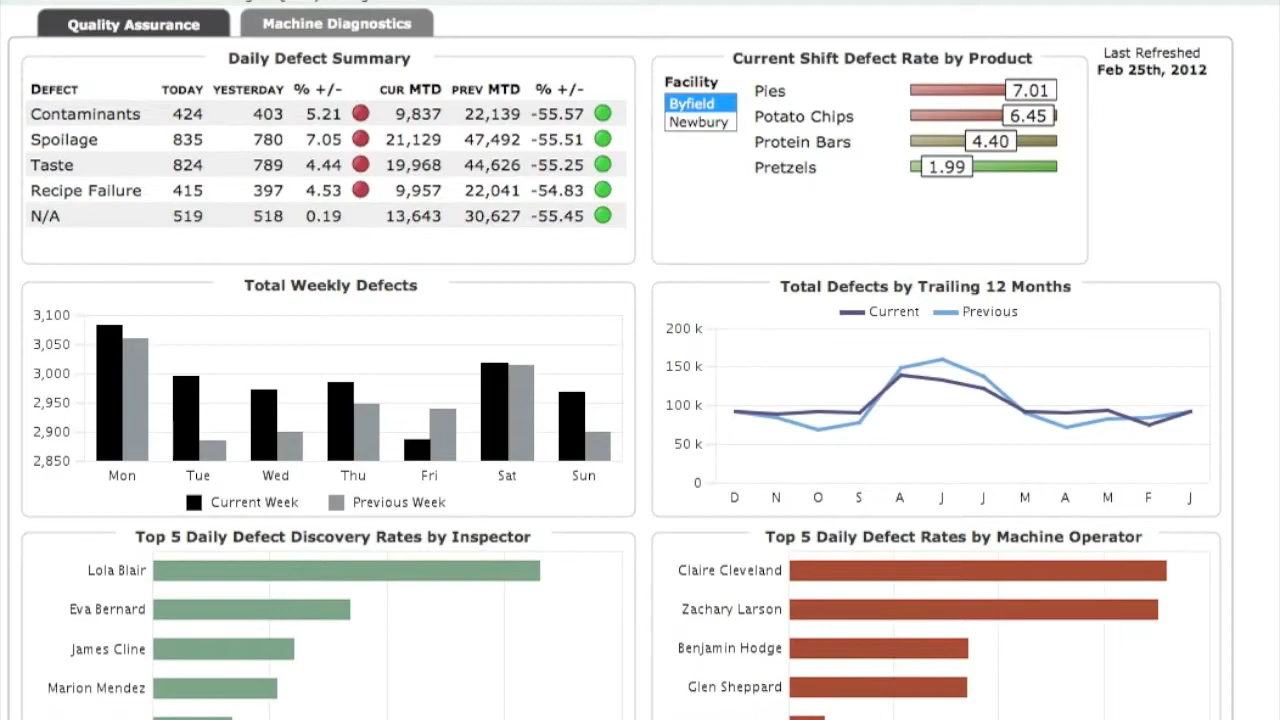 Quality Assurance Machine Diagnostics
Daily Defect Summary
DEFECT TODAY YESTERDAY % +/- CUR MTD PREV MTD % +/-
Contaminants 424 403 5.21 9,837 22,139 -55.57
Spoilage 835 780 7.05 21,129 47,492 -55.51
Taste 824 789 4.44 19,968 44,626 -55.25
Recipe Failure 415 397 4.53 9,957 22,041 -54.83
N/A 519 518 0.19 13,643 30,627 -55.45
Current Shift Defect Rate by Product
Facility
Byfield
Newbury
Pies 7.01
Potato Chips 6.45
Protein Bars 4.40
Pretzels 1.99
Last Refreshed
Feb 25th, 2012
Total Weekly Defects
3,100
3,050
3,000
2,950
2,900
2,850
Mon Tue Wed Thu Fri Sat Sun
Current Week Previous Week
Total Defects by Trailing 12 Months
Current Previous
200 k
150 k
100 k
50 k
0
D N O S A J J M A M F J
Top 5 Daily Defect Discovery Rates by Inspector
Lola Blair
Eva Bernard
James Cline
Marion Mendez
Top 5 Daily Defect Rates by Machine Operator
Claire Cleveland
Zachary Larson
Benjamin Hodge
Glen Sheppard